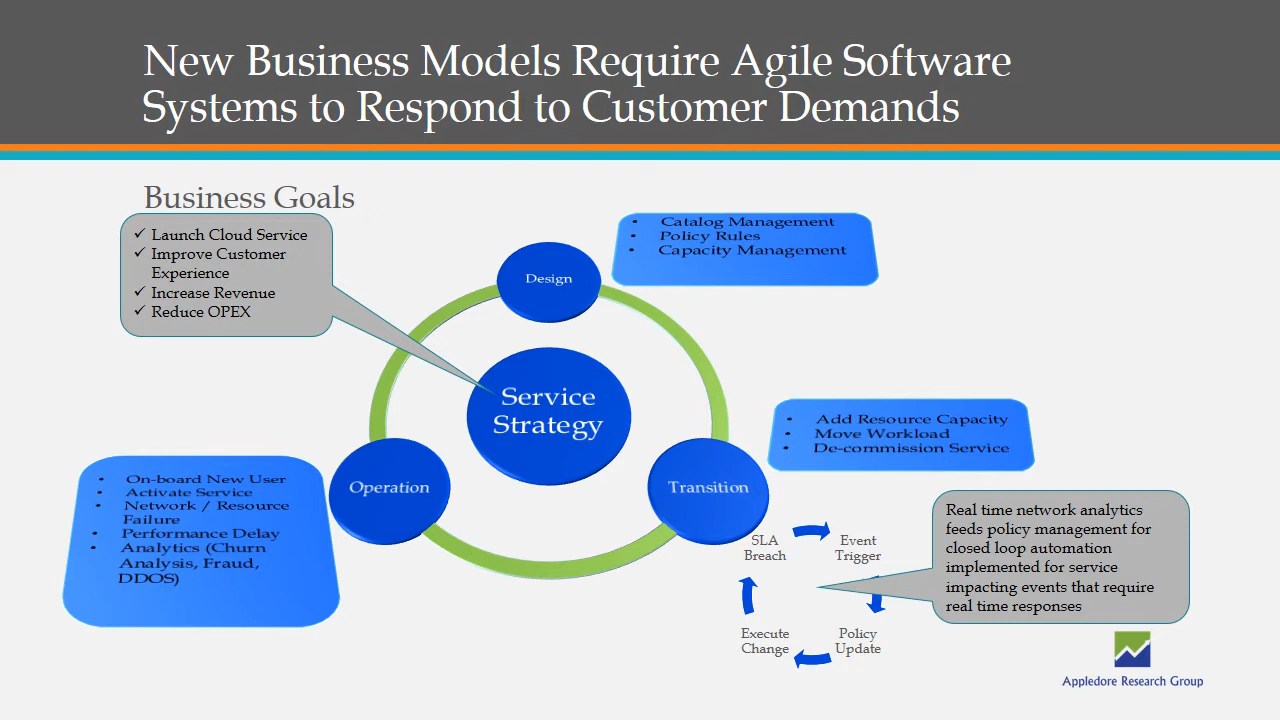 New Business Models Require Agile Software
Systems to Respond to Customer Demands
Business Goals
✓ Launch Cloud Service
✓ Improve Customer
Experience
✓ Increase Revenue
✓ Reduce OPEX
• Catalog Management
• Policy Rules
• Capacity Management
Design
Service
Strategy
• Add Resource Capacity
• Move Workload
• De-commission Service
Operation
Transition
• On-board New User
• Activate Service
• Network / Resource
Failure
• Performance Delay
• Analytics (Churn
Analysis, Fraud,
DDOS)
SLA
Breach
Event
Trigger
Policy
Update
Execute
Change
Real time network analytics
feeds policy management for
closed loop automation
implemented for service
impacting events that require
real time responses
Appledore Research Group